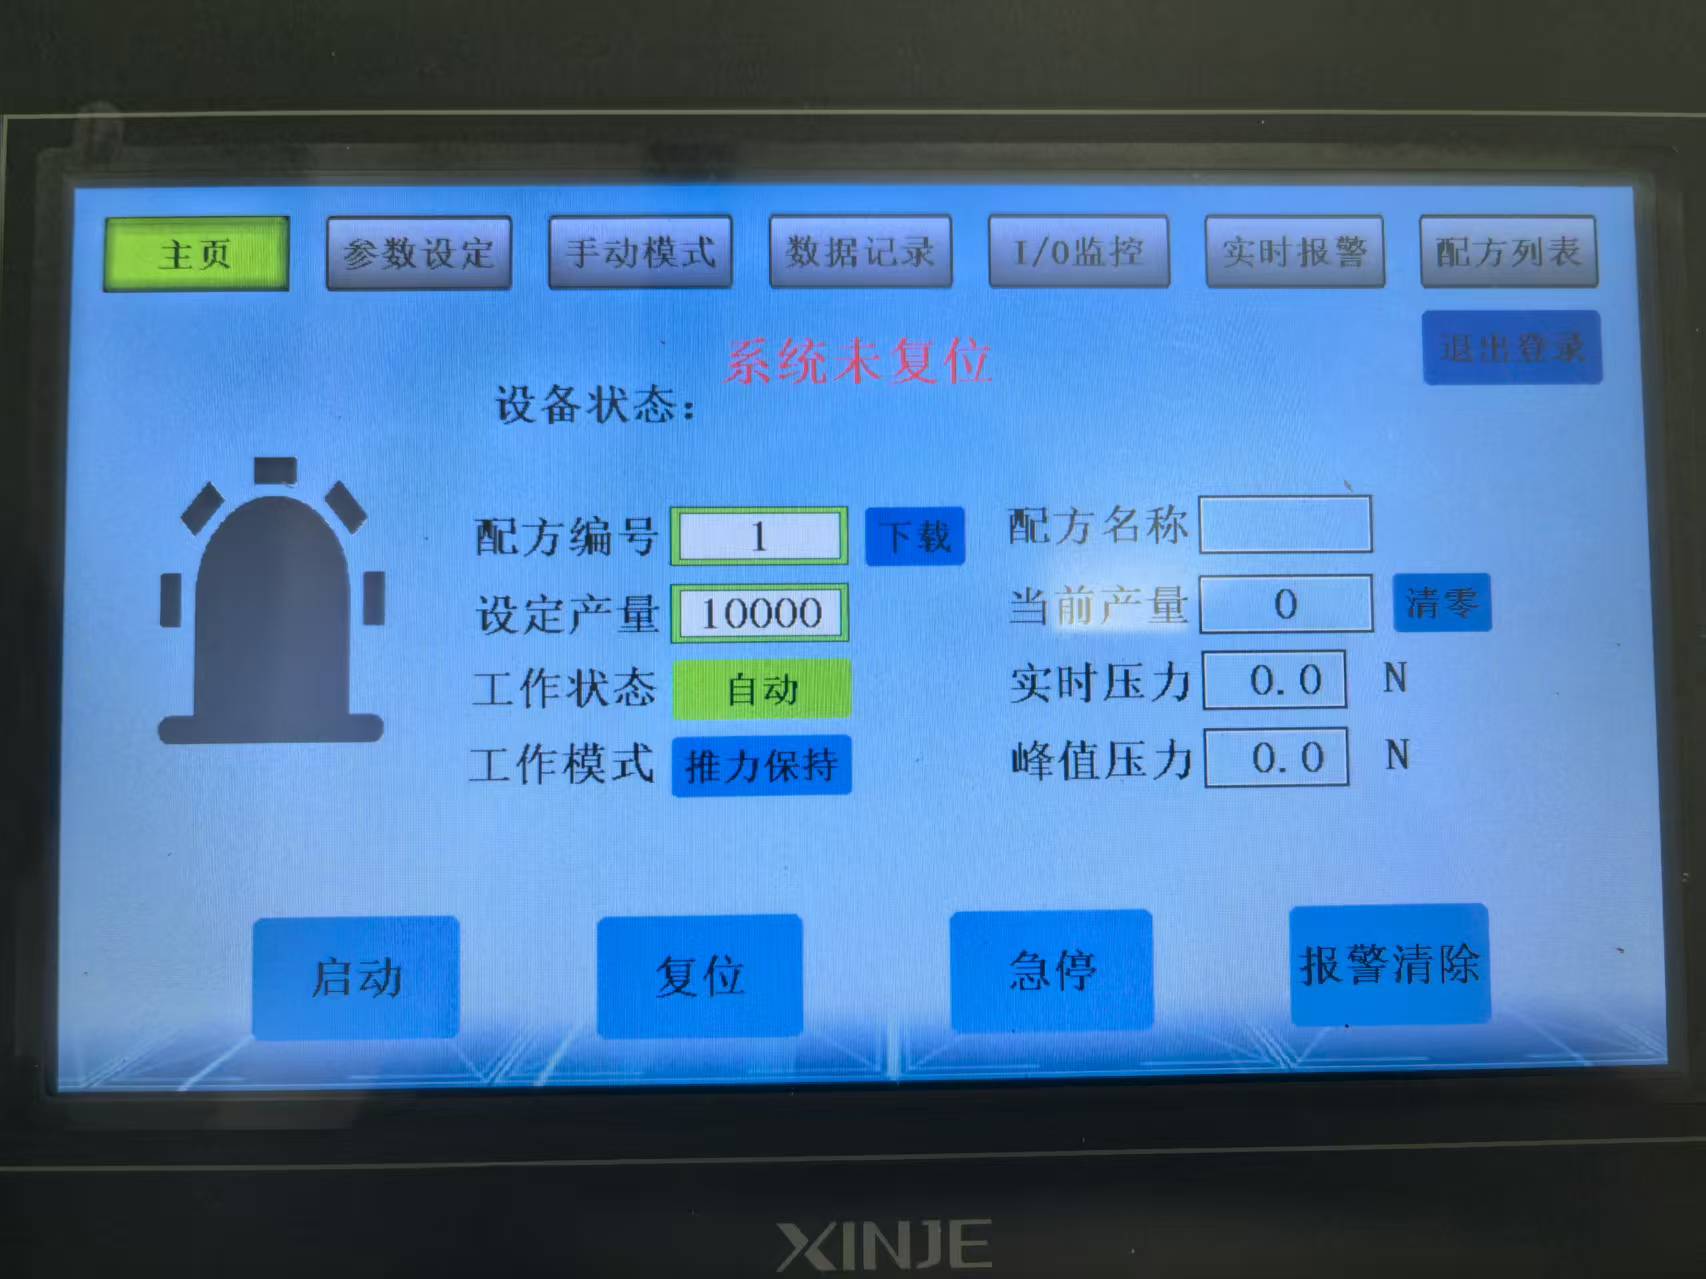 主页 参数设定 手动模式 数据记录 I/O监控 实时报警 配方列表
退出登录
系统未复位
设备状态:
配方编号 1 下载 配方名称
设定产量 10000 当前产量 0 清零
工作状态 自动 实时压力 0.0 N
工作模式 推力保持 峰值压力 0.0 N
启动 复位 急停 报警清除
XINJE